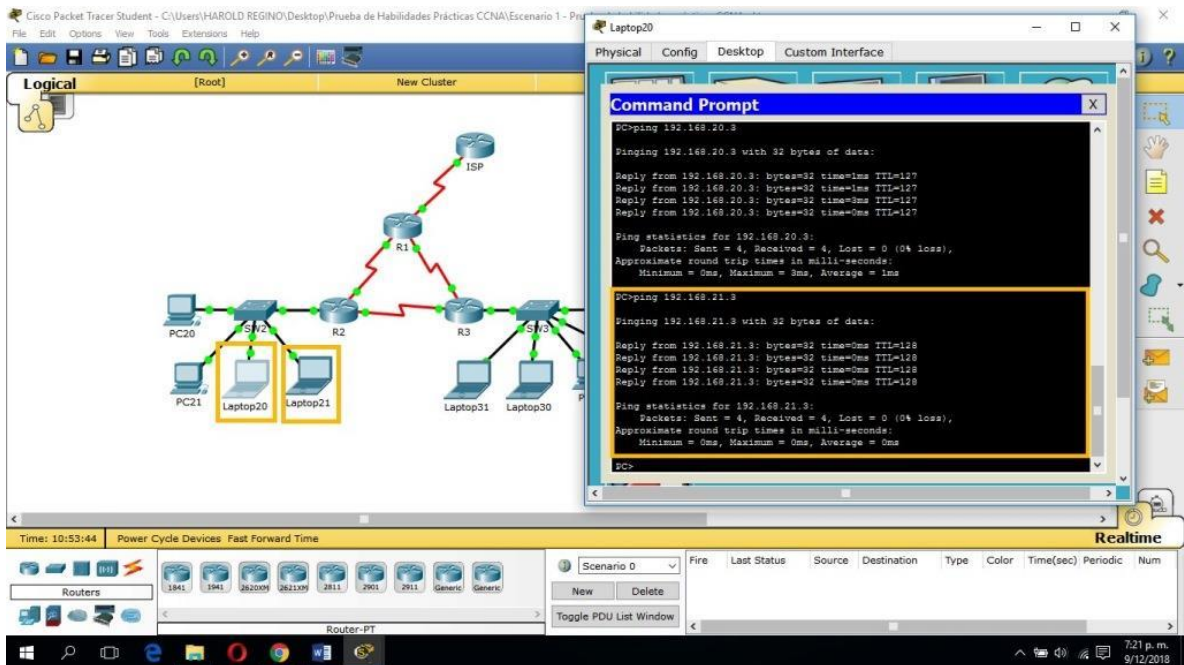 Cisco Packet Tracer Student - C:\Users\HAROLD REGINO\Desktop\Prueba de Habilidades Prácticas CCNA\Escenario 1 -
File Edit Options View Tools Extensions Help
Logical [Root] New Cluster
ISP
R1
PC20
SW2
R2
R3
SW3
PC21
Laptop20
Laptop21
Laptop31
Laptop30
Laptop20
Physical Config Desktop Custom Interface
Command Prompt X
PC>ping 192.168.20.3
Pinging 192.168.20.3 with 32 bytes of data:
Reply from 192.168.20.3: bytes=32 time=1ms TTL=127
Reply from 192.168.20.3: bytes=32 time=1ms TTL=127
Reply from 192.168.20.3: bytes=32 time=3ms TTL=127
Reply from 192.168.20.3: bytes=32 time=0ms TTL=127
Ping statistics for 192.168.20.3:
Packets: Sent = 4, Received = 4, Lost = 0 (0% loss),
Approximate round trip times in milli-seconds:
Minimum = 0ms, Maximum = 3ms, Average = 1ms
PC>ping 192.168.21.3
Pinging 192.168.21.3 with 32 bytes of data:
Reply from 192.168.21.3: bytes=32 time=0ms TTL=128
Reply from 192.168.21.3: bytes=32 time=0ms TTL=128
Reply from 192.168.21.3: bytes=32 time=0ms TTL=128
Reply from 192.168.21.3: bytes=32 time=0ms TTL=128
Ping statistics for 192.168.21.3:
Packets: Sent = 4, Received = 4, Lost = 0 (0% loss),
Approximate round trip times in milli-seconds:
Minimum = 0ms, Maximum = 0ms, Average = 0ms
PC>
Time: 10:53:44 Power Cycle Devices Fast Forward Time Realtime
Routers
1841 1941 2620XM 2621XM 2811 2901 2911 Generic Generic
Router-PT
Scenario 0
New Delete
Toggle PDU List Window
Fire Last Status Source Destination Type Color Time(sec) Periodic Num
7:21 p. m.
9/12/2018